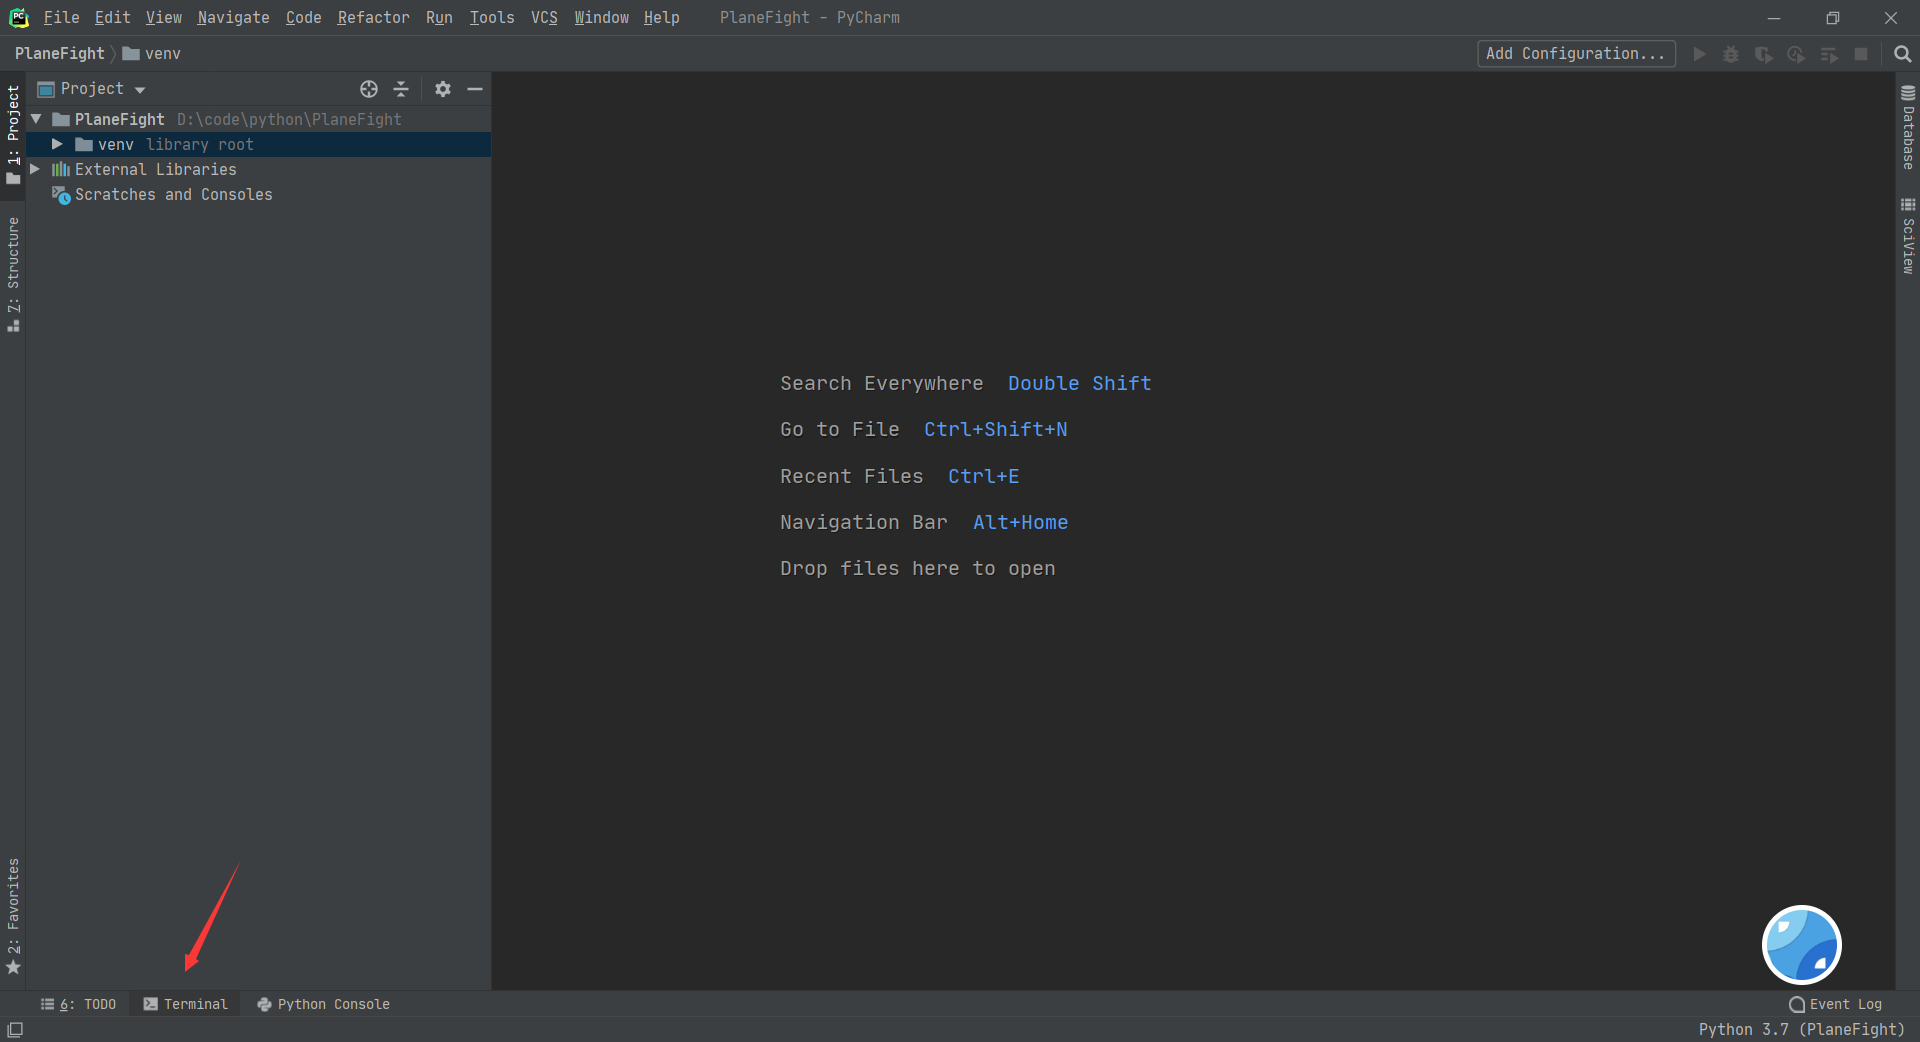 PC File Edit View Navigate Code Refactor Run Tools VCS Window Help PlaneFight - PyCharm
PlaneFight venv Add Configuration...
1: Project
7: Structure
2: Favorites
Project
PlaneFight D:\code\python\PlaneFight
venv library root
External Libraries
Scratches and Consoles
Search Everywhere Double Shift
Go to File Ctrl+Shift+N
Recent Files Ctrl+E
Navigation Bar Alt+Home
Drop files here to open
Database
SciView
6: TODO Terminal Python Console Event Log
Python 3.7 (PlaneFight)